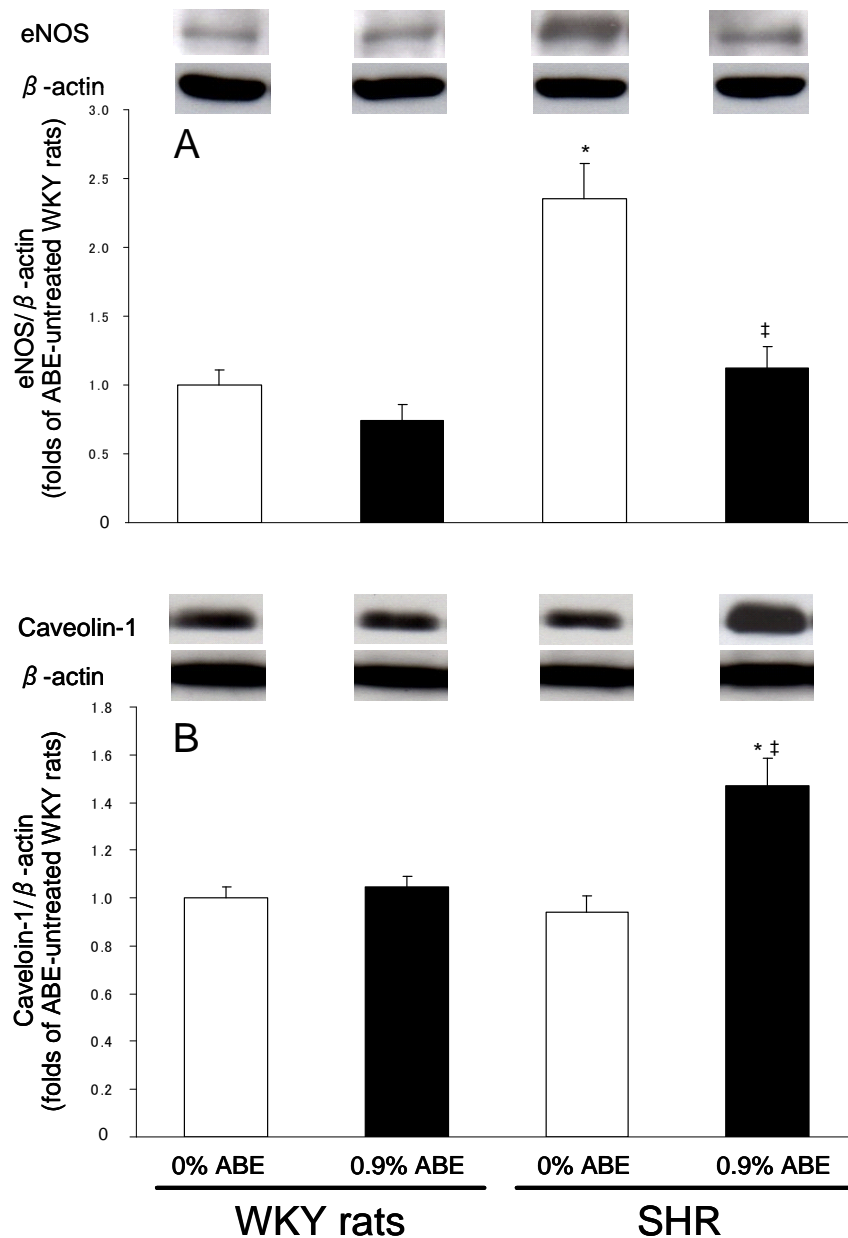 eNOS
β-actin
A
eNOS/β-actin
(folds of ABE-untreated WKY rats)
3.0
2.5
2.0
1.5
1.0
0.5
0
*
‡
Caveolin-1
β-actin
B
Caveloin-1/β-actin
(folds of ABE-untreated WKY rats)
1.8
1.6
1.4
1.2
1.0
0.8
0.6
0.4
0.2
0
* ‡
0% ABE 0.9% ABE 0% ABE 0.9% ABE
WKY rats SHR